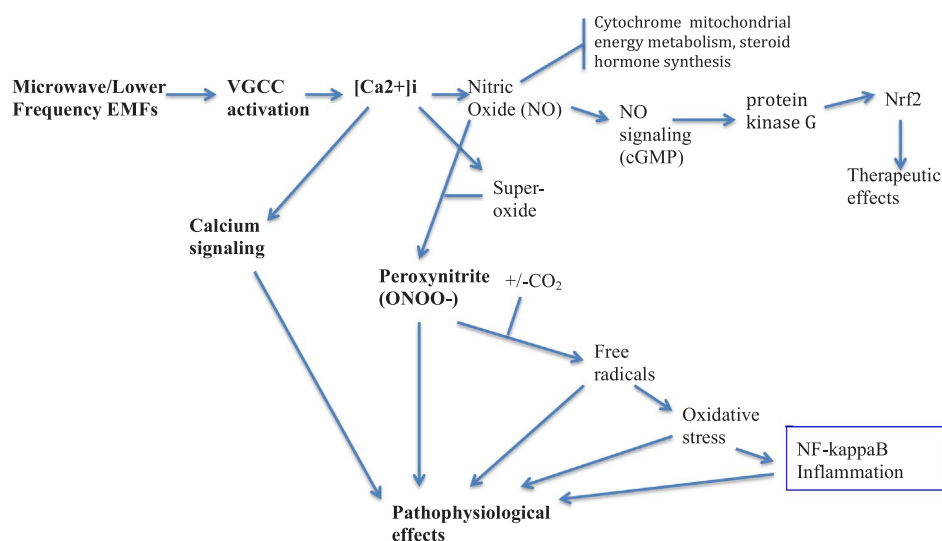 Cytochrome mitochondrial
energy metabolism, steroid
hormone synthesis
Microwave/Lower
Frequency EMFs
VGCC
activation
[Ca2+]i
Nitric
Oxide (NO)
NO
signaling
(cGMP)
protein
kinase G
Nrf2
Therapeutic
effects
Super-
oxide
Calcium
signaling
Peroxynitrite
(ONOO-)
+/-CO₂
Free
radicals
Oxidative
stress
NF-kappaB
Inflammation
Pathophysiological
effects